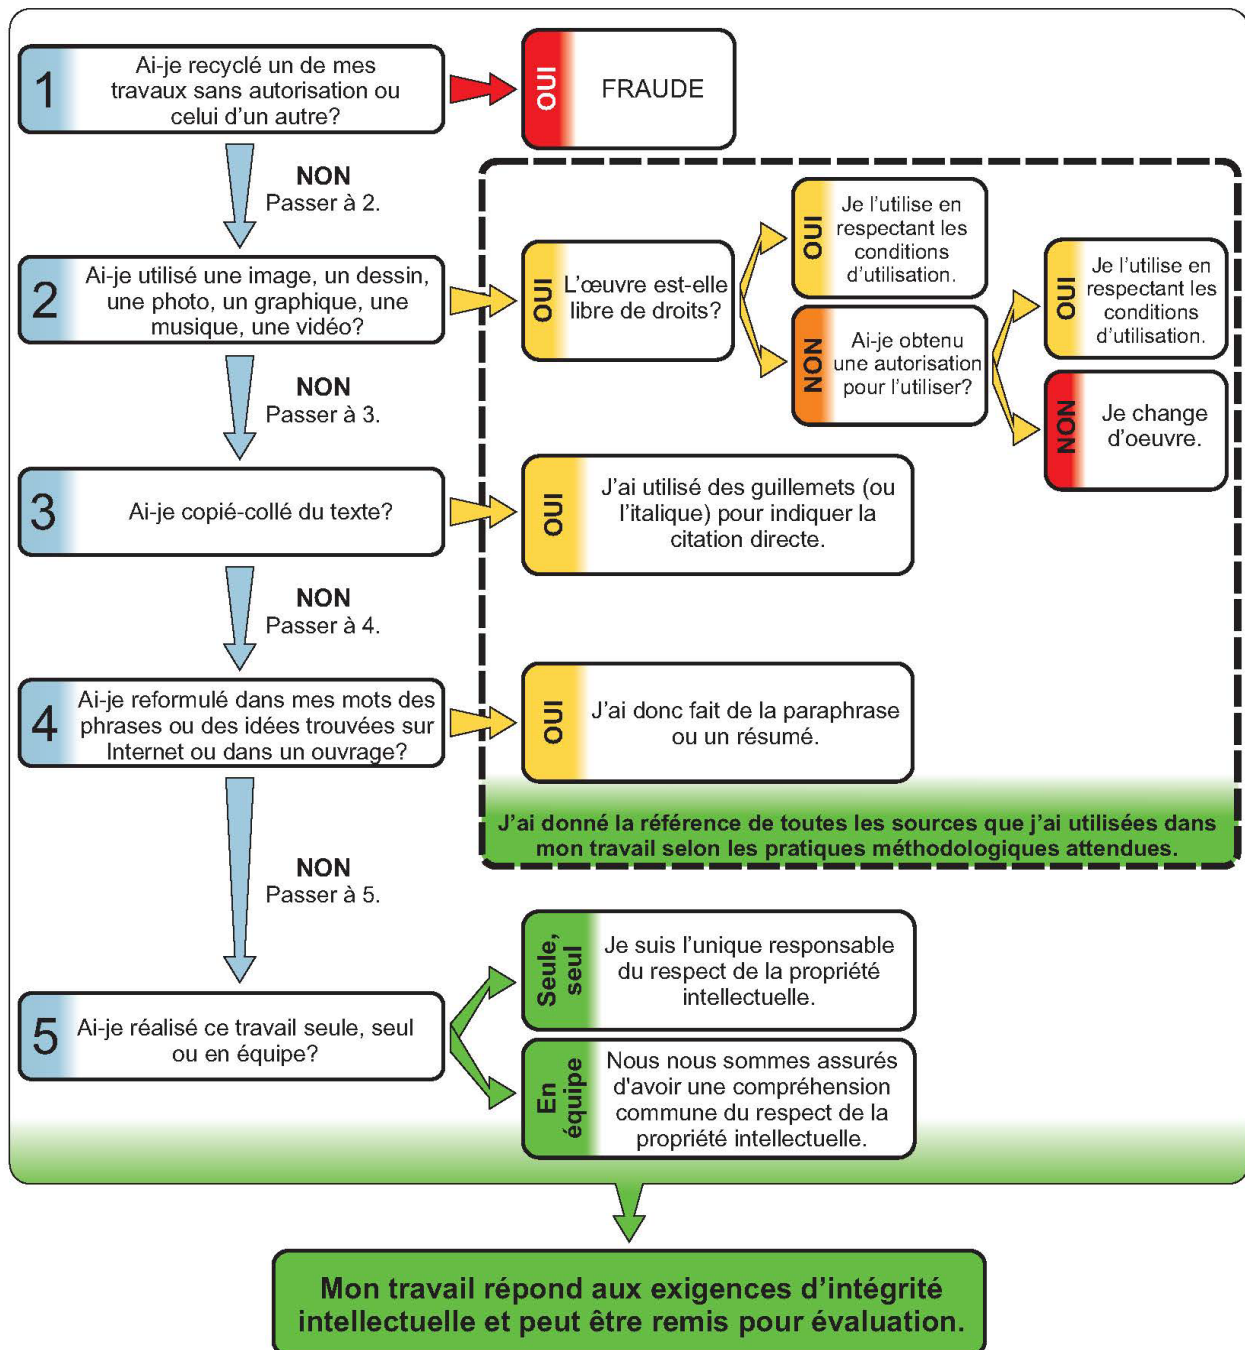 1
Ai-je recyclé un de mes
travaux sans autorisation ou
celui d'un autre?
OUI
FRAUDE
NON
Passer à 2.
2
Ai-je utilisé une image, un dessin,
une photo, un graphique, une
musique, une vidéo?
OUI
L'œuvre est-elle
libre de droits?
OUI
Je l'utilise en
respectant les
conditions
d'utilisation.
NON
Ai-je obtenu
une autorisation
pour l'utiliser?
OUI
Je l'utilise en
respectant les
conditions
d'utilisation.
NON
Je change
d'oeuvre.
NON
Passer à 3.
3
Ai-je copié-collé du texte?
OUI
J'ai utilisé des guillemets (ou
l'italique) pour indiquer la
citation directe.
NON
Passer à 4.
4
Ai-je reformulé dans mes mots des
phrases ou des idées trouvées sur
Internet ou dans un ouvrage?
OUI
J'ai donc fait de la paraphrase
ou un résumé.
J'ai donné la référence de toutes les sources que j'ai utilisées dans
mon travail selon les pratiques méthodologiques attendues.
NON
Passer à 5.
5
Ai-je réalisé ce travail seule, seul
ou en équipe?
Seule,
seul
Je suis l'unique responsable
du respect de la propriété
intellectuelle.
En
équipe
Nous nous sommes assurés
d'avoir une compréhension
commune du respect de la
propriété intellectuelle.
Mon travail répond aux exigences d'intégrité
intellectuelle et peut être remis pour évaluation.